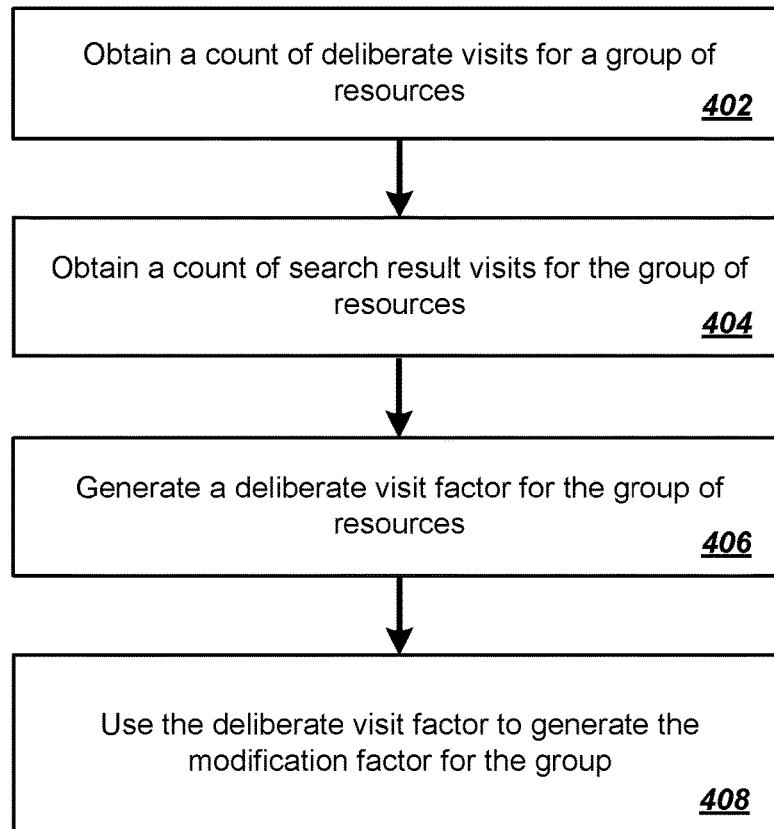 Obtain a count of deliberate visits for a group of
resources
402
Obtain a count of search result visits for the group of
resources
404
Generate a deliberate visit factor for the group of
resources
406
Use the deliberate visit factor to generate the
modification factor for the group
408